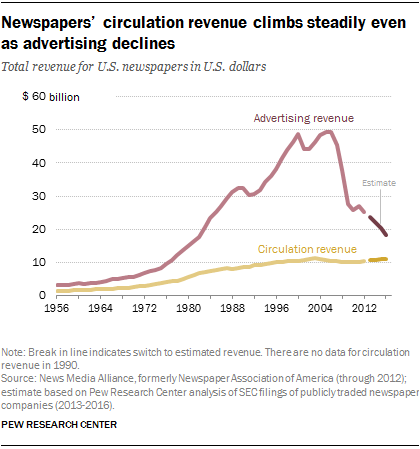 Newspapers' circulation revenue climbs steadily even
as advertising declines
Total revenue for U.S. newspapers in U.S. dollars
$ 60 billion
Advertising revenue
50
40
30
Estimate
20
Circulation revenue
10
0
1956 1964 1972 1980 1988 1996 2004 2012
Note: Break in line indicates switch to estimated revenue. There are no data for circulation
revenue in 1990.
Source: News Media Alliance, formerly Newspaper Association of America (through 2012);
estimate based on Pew Research Center analysis of SEC filings of publicly traded newspaper
companies (2013-2016).
PEW RESEARCH CENTER